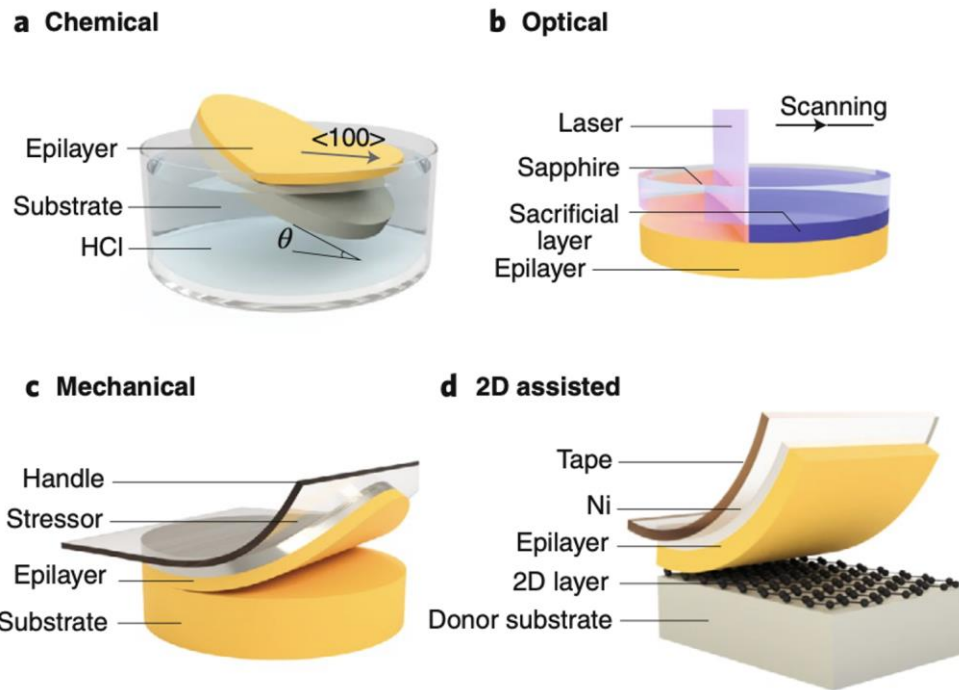 a Chemical
Epilayer
<100>
Substrate
HCl
θ
b Optical
Laser
Scanning
Sapphire
Sacrificial
layer
Epilayer
c Mechanical
Handle
Stressor
Epilayer
Substrate
d 2D assisted
Tape
Ni
Epilayer
2D layer
Donor substrate